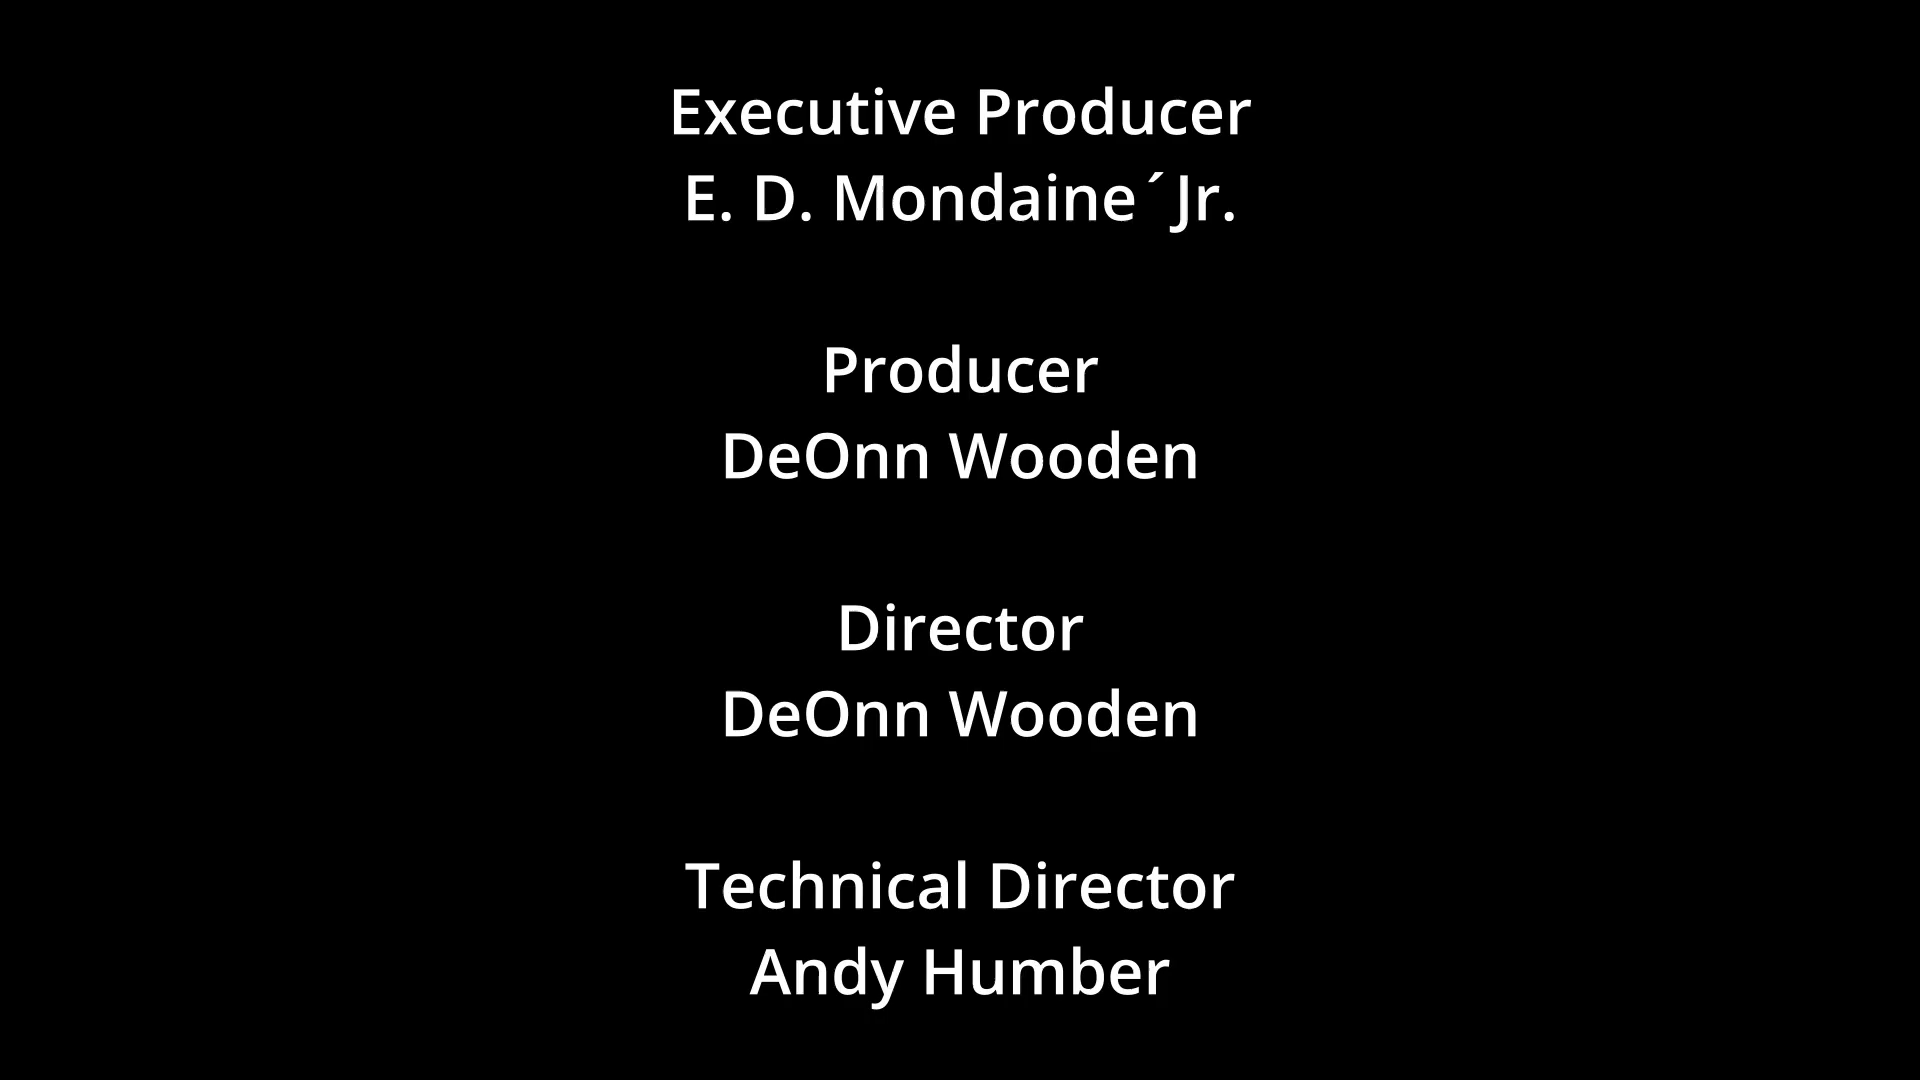 Executive Producer
E. D. Mondaine´Jr.
Producer
DeOnn Wooden
Director
DeOnn Wooden
Technical Director
Andy Humber